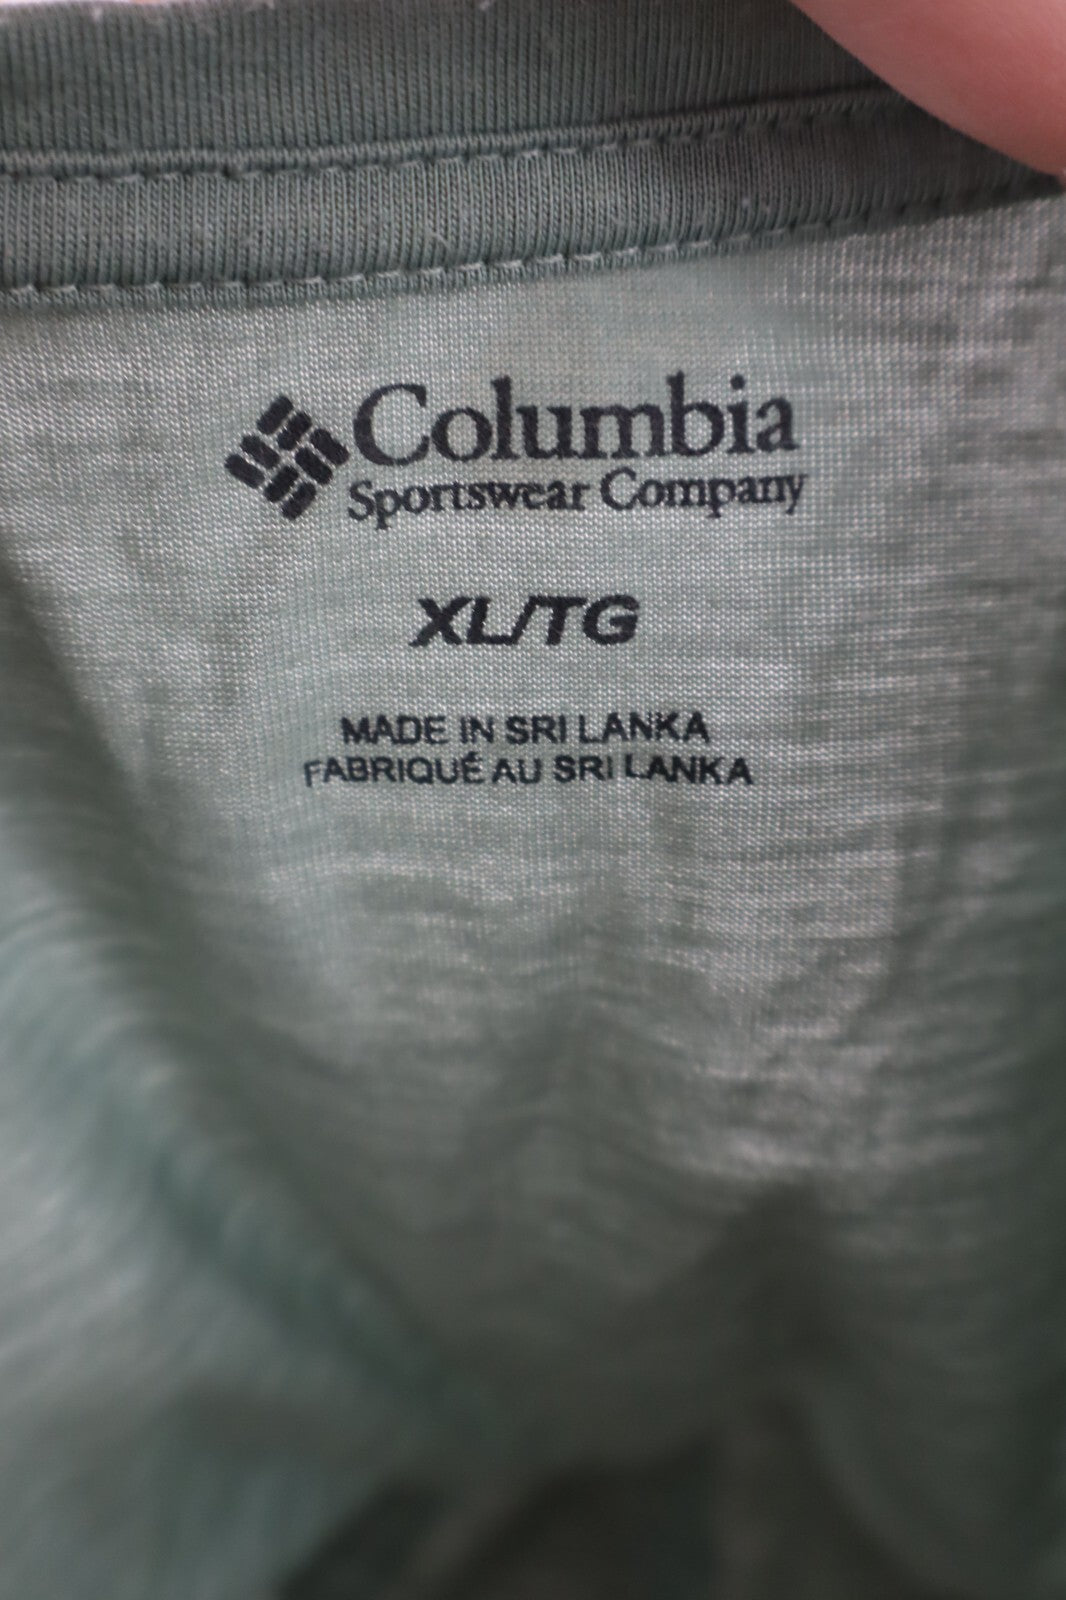 Columbia
Sportswear Company
XL/TG
MADE IN SRI LANKA
FABRIQUÉ AU SRI LANKA